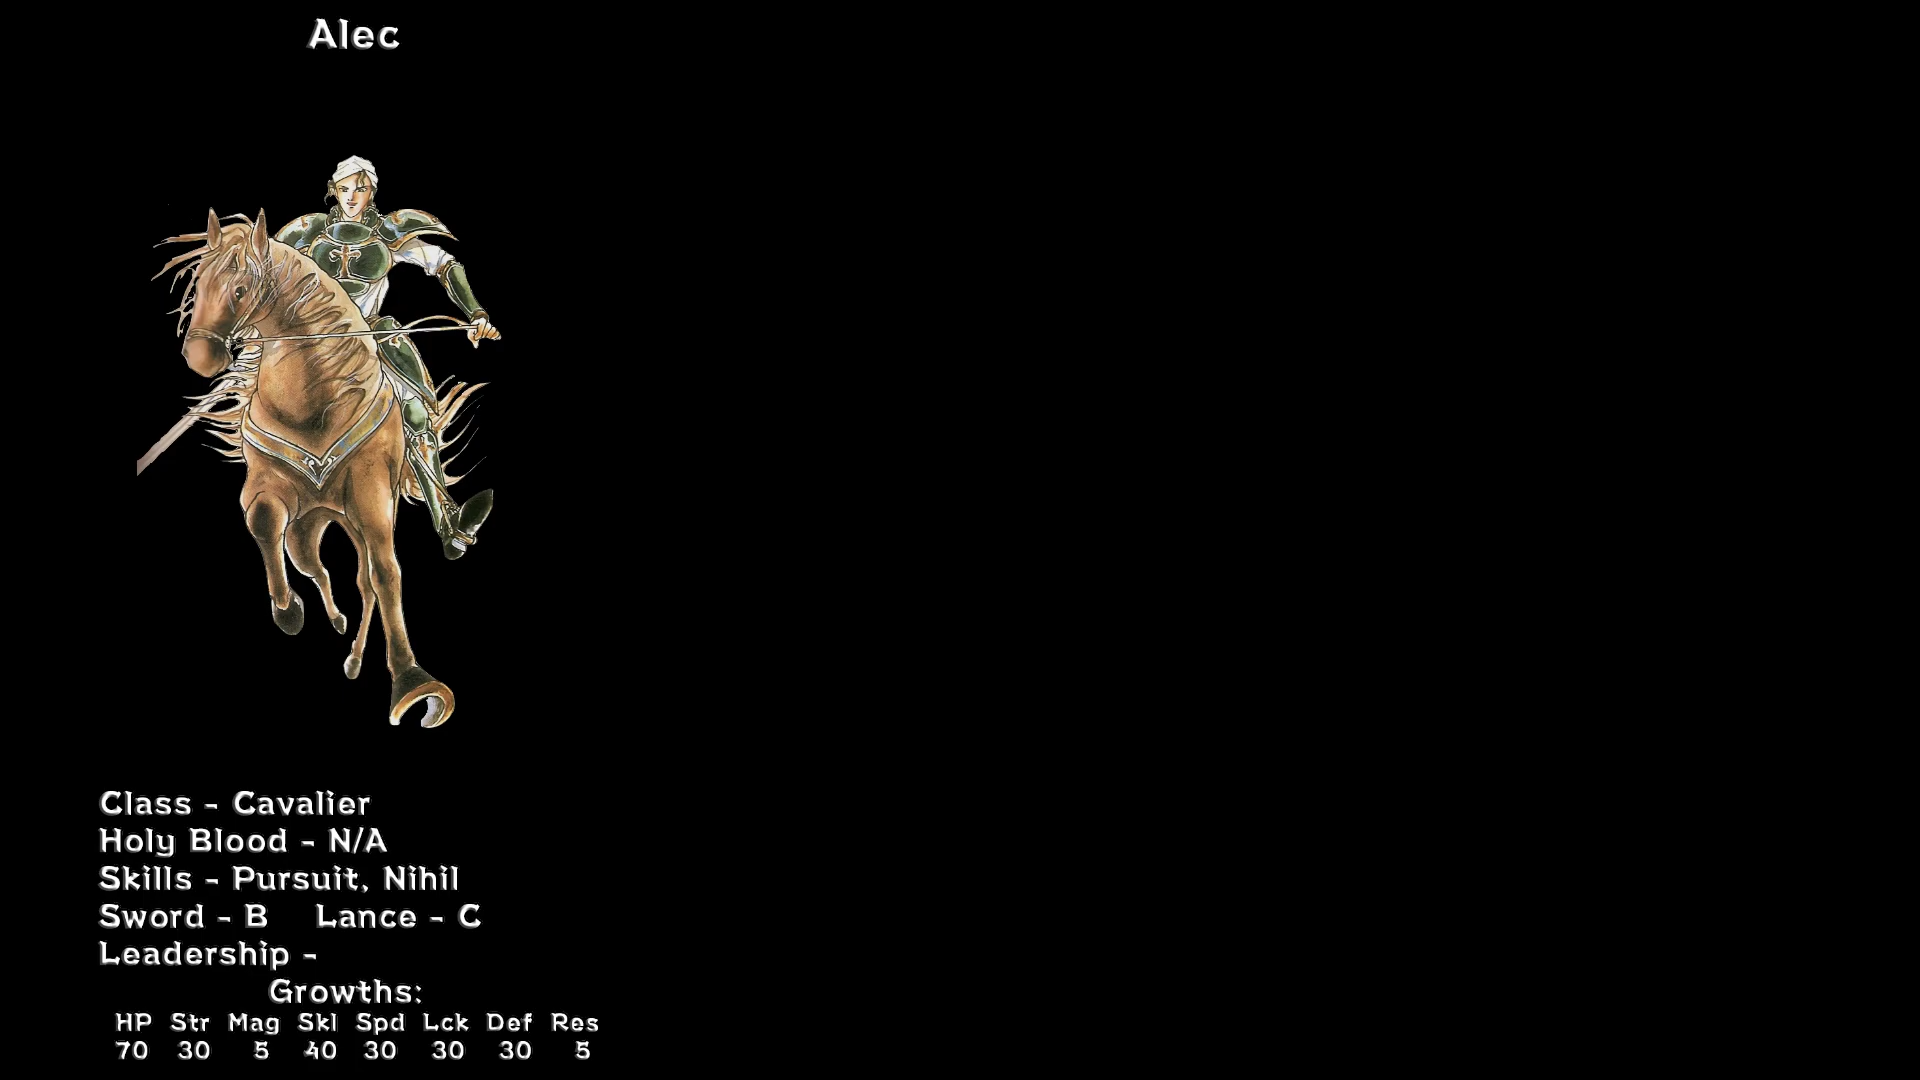 Alec
Class - Cavalier
Holy Blood - N/A
Skills - Pursuit, Nihil
Sword - B Lance - C
Leadership -
Growths:
HP Str Mag Skl Spd Lck Def Res
70 30 5 40 30 30 30 5